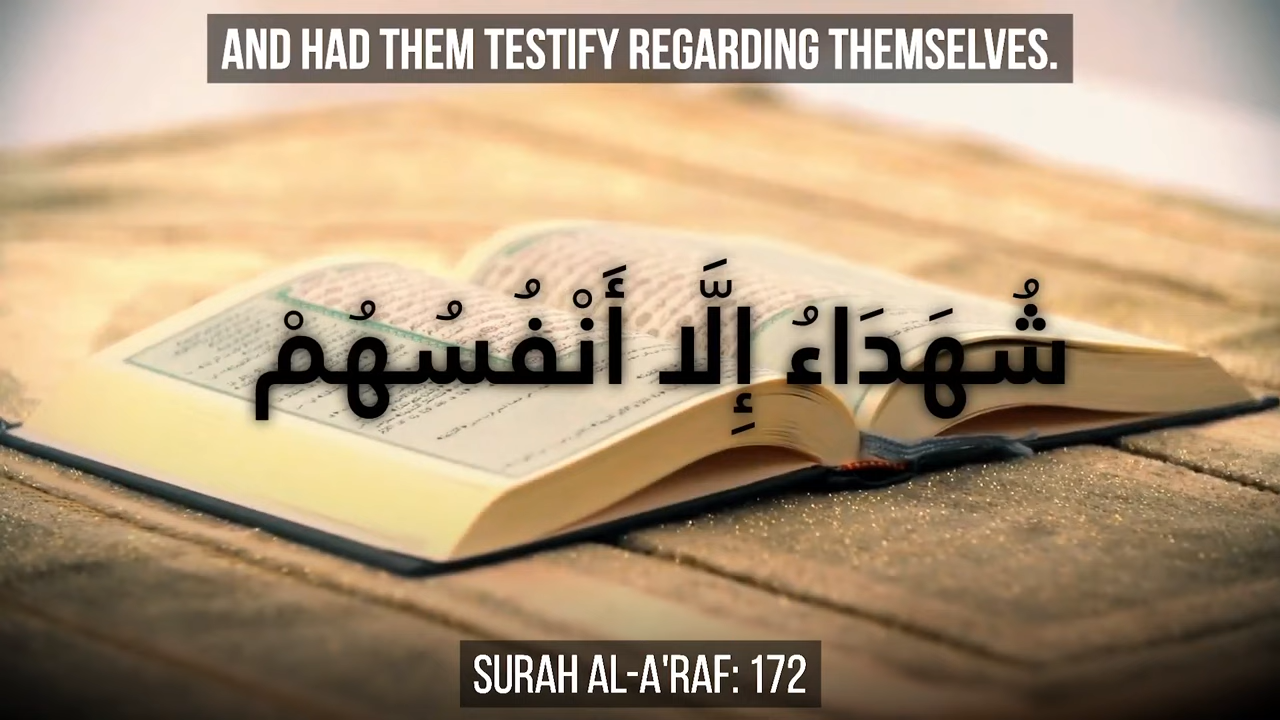 AND HAD THEM TESTIFY REGARDING THEMSELVES.
شُهَدَاءُ إِلَّا أَنْفُسُهُمْ
SURAH AL-A'RAF: 172